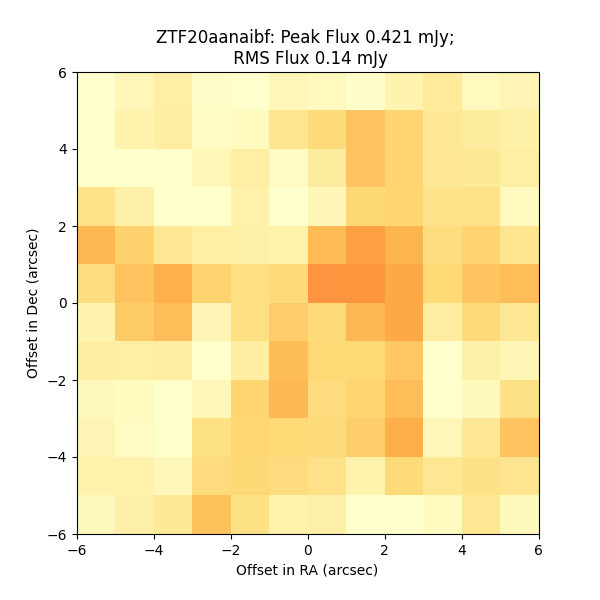 ZTF20aanaibf: Peak Flux 0.421 mJy;
RMS Flux 0.14 mJy
6
4
2
0
−2
−4
−6
Offset in Dec (arcsec)
−6 −4 −2 0 2 4 6
Offset in RA (arcsec)